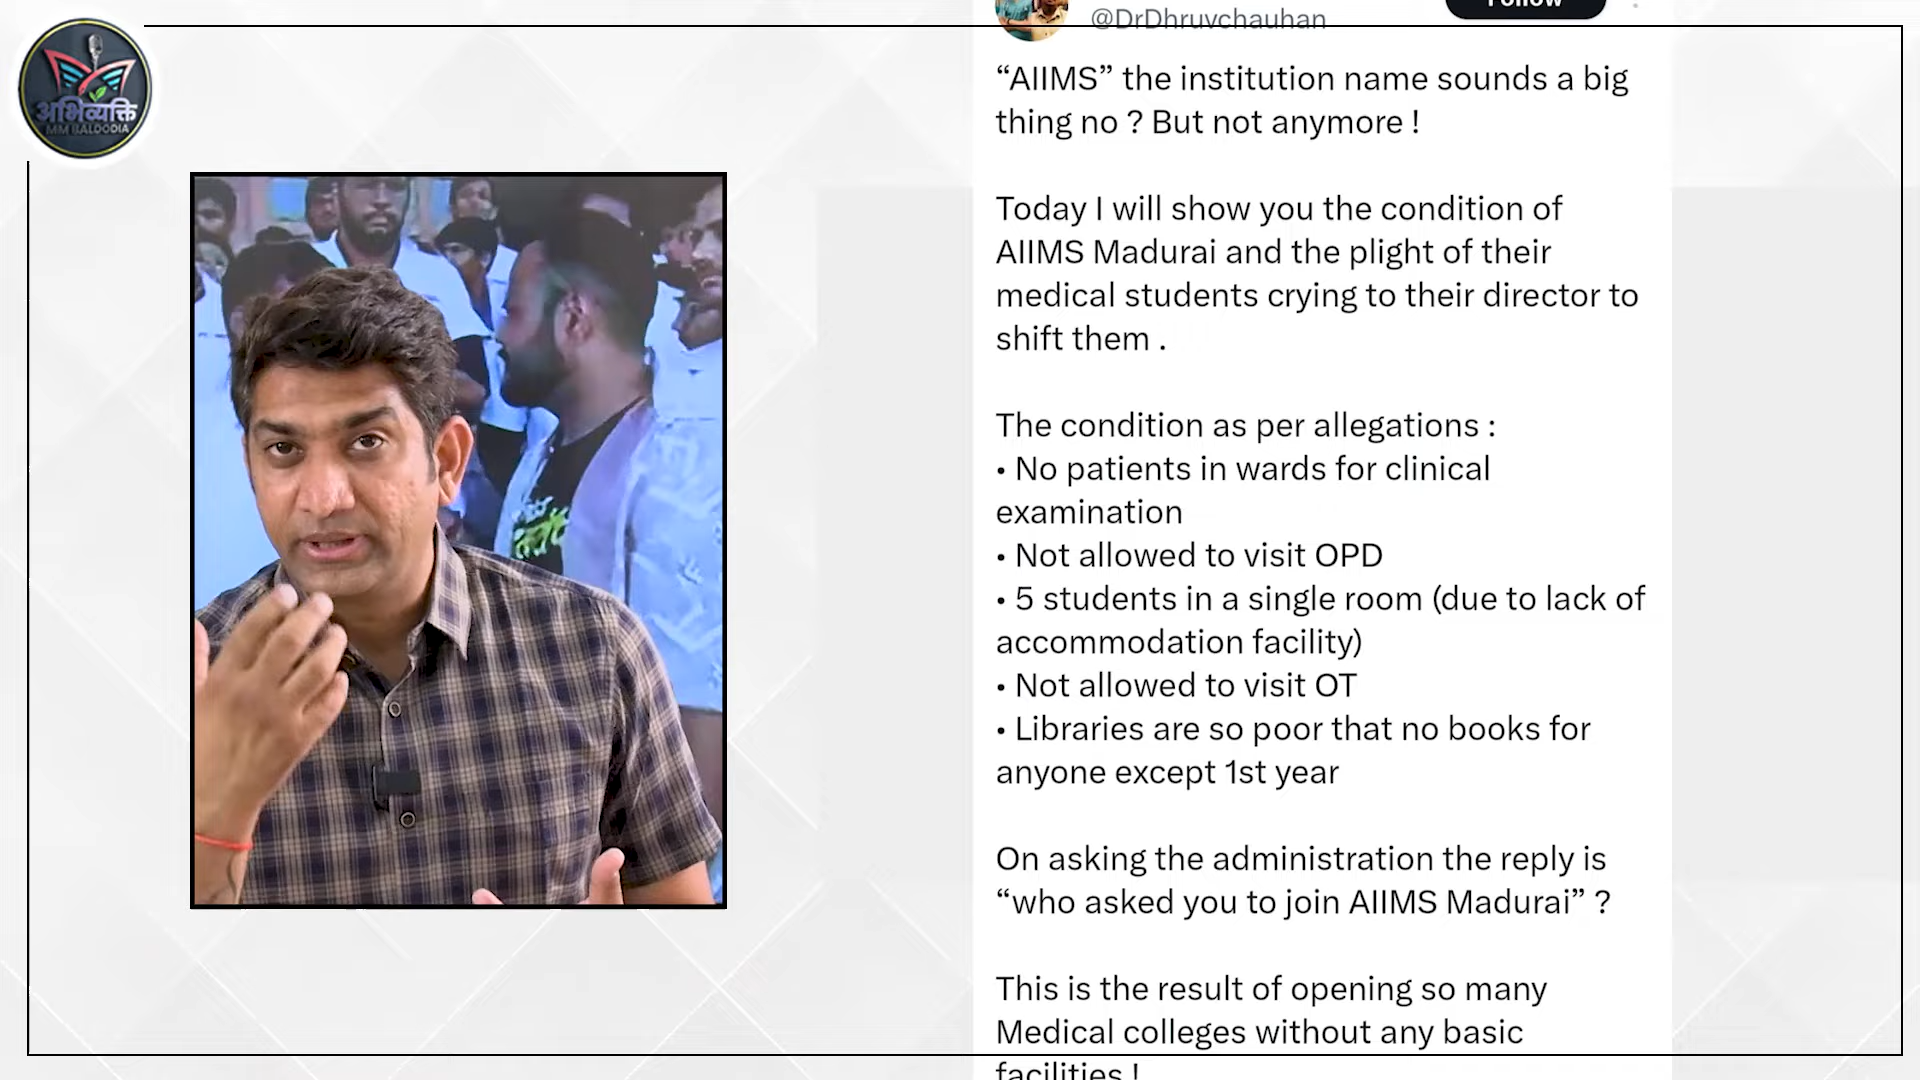 अभिव्यक्ति
MM BALDODIA
Follow
@DrDhruvchauhan
“AIIMS” the institution name sounds a big
thing no ? But not anymore !
Today I will show you the condition of
AIIMS Madurai and the plight of their
medical students crying to their director to
shift them .
The condition as per allegations :
• No patients in wards for clinical
examination
• Not allowed to visit OPD
• 5 students in a single room (due to lack of
accommodation facility)
• Not allowed to visit OT
• Libraries are so poor that no books for
anyone except 1st year
On asking the administration the reply is
“who asked you to join AIIMS Madurai” ?
This is the result of opening so many
Medical colleges without any basic
facilities !